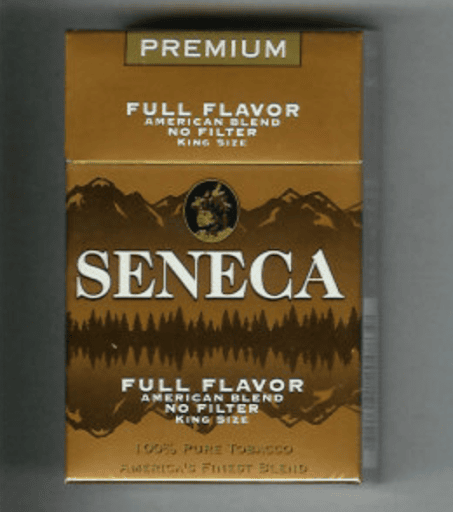 PREMIUM
FULL FLAVOR
AMERICAN BLEND
NO FILTER
KING SIZE
SENECA
FULL FLAVOR
AMERICAN BLEND
NO FILTER
KING SIZE
100% PURE TOBACCO
AMERICA'S FINEST BLEND